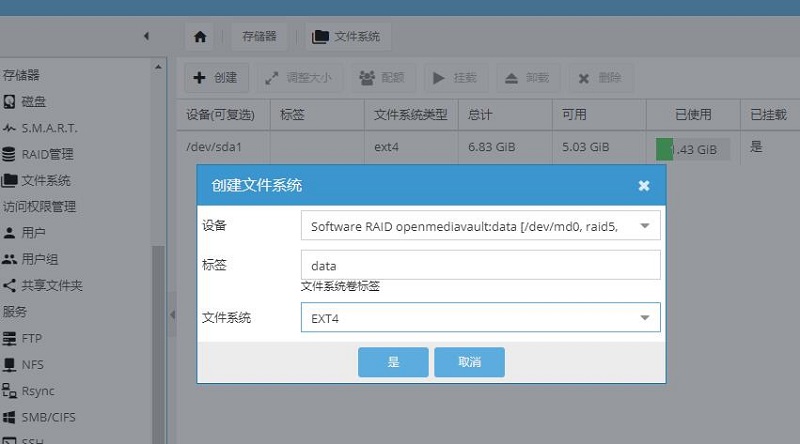 存储器 文件系统
存储器
磁盘
S.M.A.R.T.
RAID管理
文件系统
访问权限管理
用户
用户组
共享文件夹
服务
FTP
NFS
Rsync
SMB/CIFS
SSH
创建 调整大小 配额 挂载 卸载 删除
设备(可复选) 标签 文件系统类型 总计 可用 已使用 已挂载
/dev/sda1 ext4 6.83 GiB 5.03 GiB 1.43 GiB 是
创建文件系统
设备 Software RAID openmediavault:data [/dev/md0, raid5,
标签 data
文件系统卷标签
文件系统 EXT4
是 取消